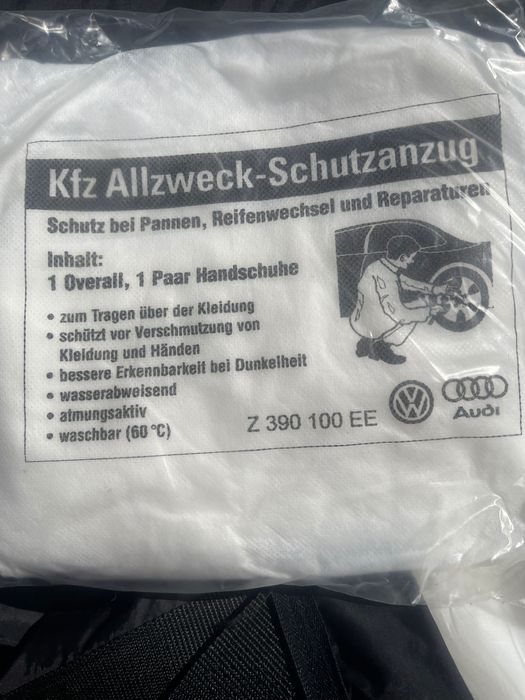 Kfz Allzweck-Schutzanzug
Schutz bei Pannen, Reifenwechsel und Reparaturen
Inhalt:
1 Overall, 1 Paar Handschuhe
• zum Tragen über der Kleidung
• schützt vor Verschmutzung von
Kleidung und Händen
• bessere Erkennbarkeit bei Dunkelheit
• wasserabweisend
• atmungsaktiv
• waschbar (60 °C)
Z 390 100 EE
VW
Audi